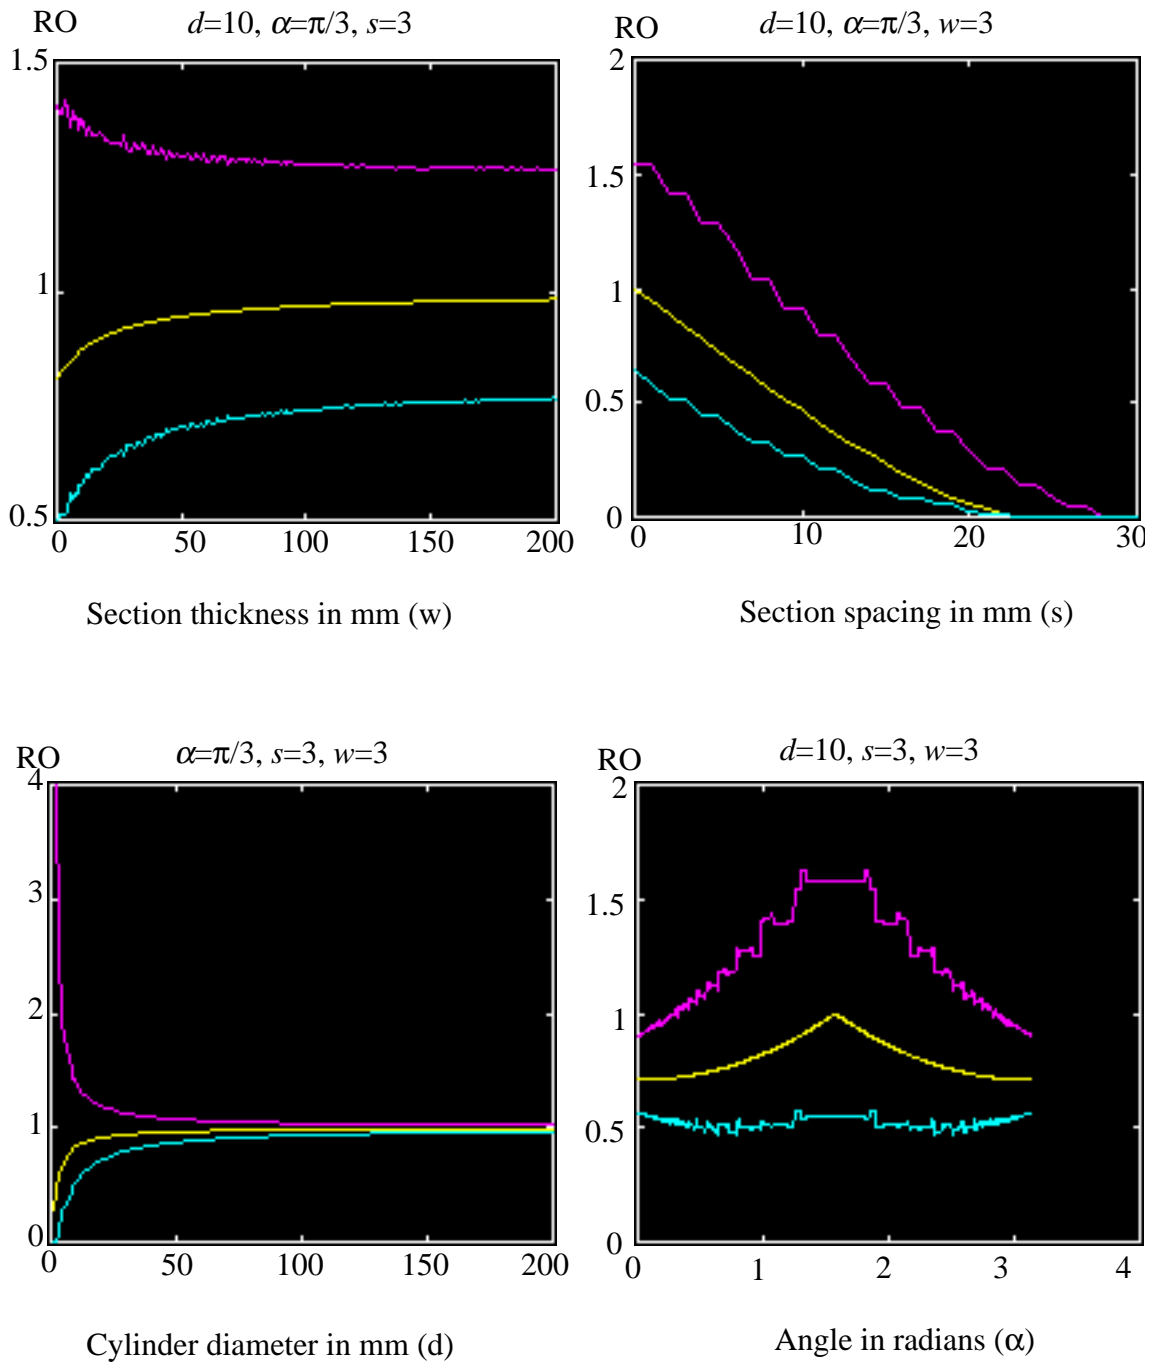 RO
d=10, α=π/3, s=3
1.5
1
0.5
0 50 100 150 200
Section thickness in mm (w)
RO
d=10, α=π/3, w=3
2
1.5
1
0.5
0
0 10 20 30
Section spacing in mm (s)
RO
α=π/3, s=3, w=3
4
3
2
1
0
0 50 100 150 200
Cylinder diameter in mm (d)
RO
d=10, s=3, w=3
2
1.5
1
0.5
0
0 1 2 3 4
Angle in radians (α)